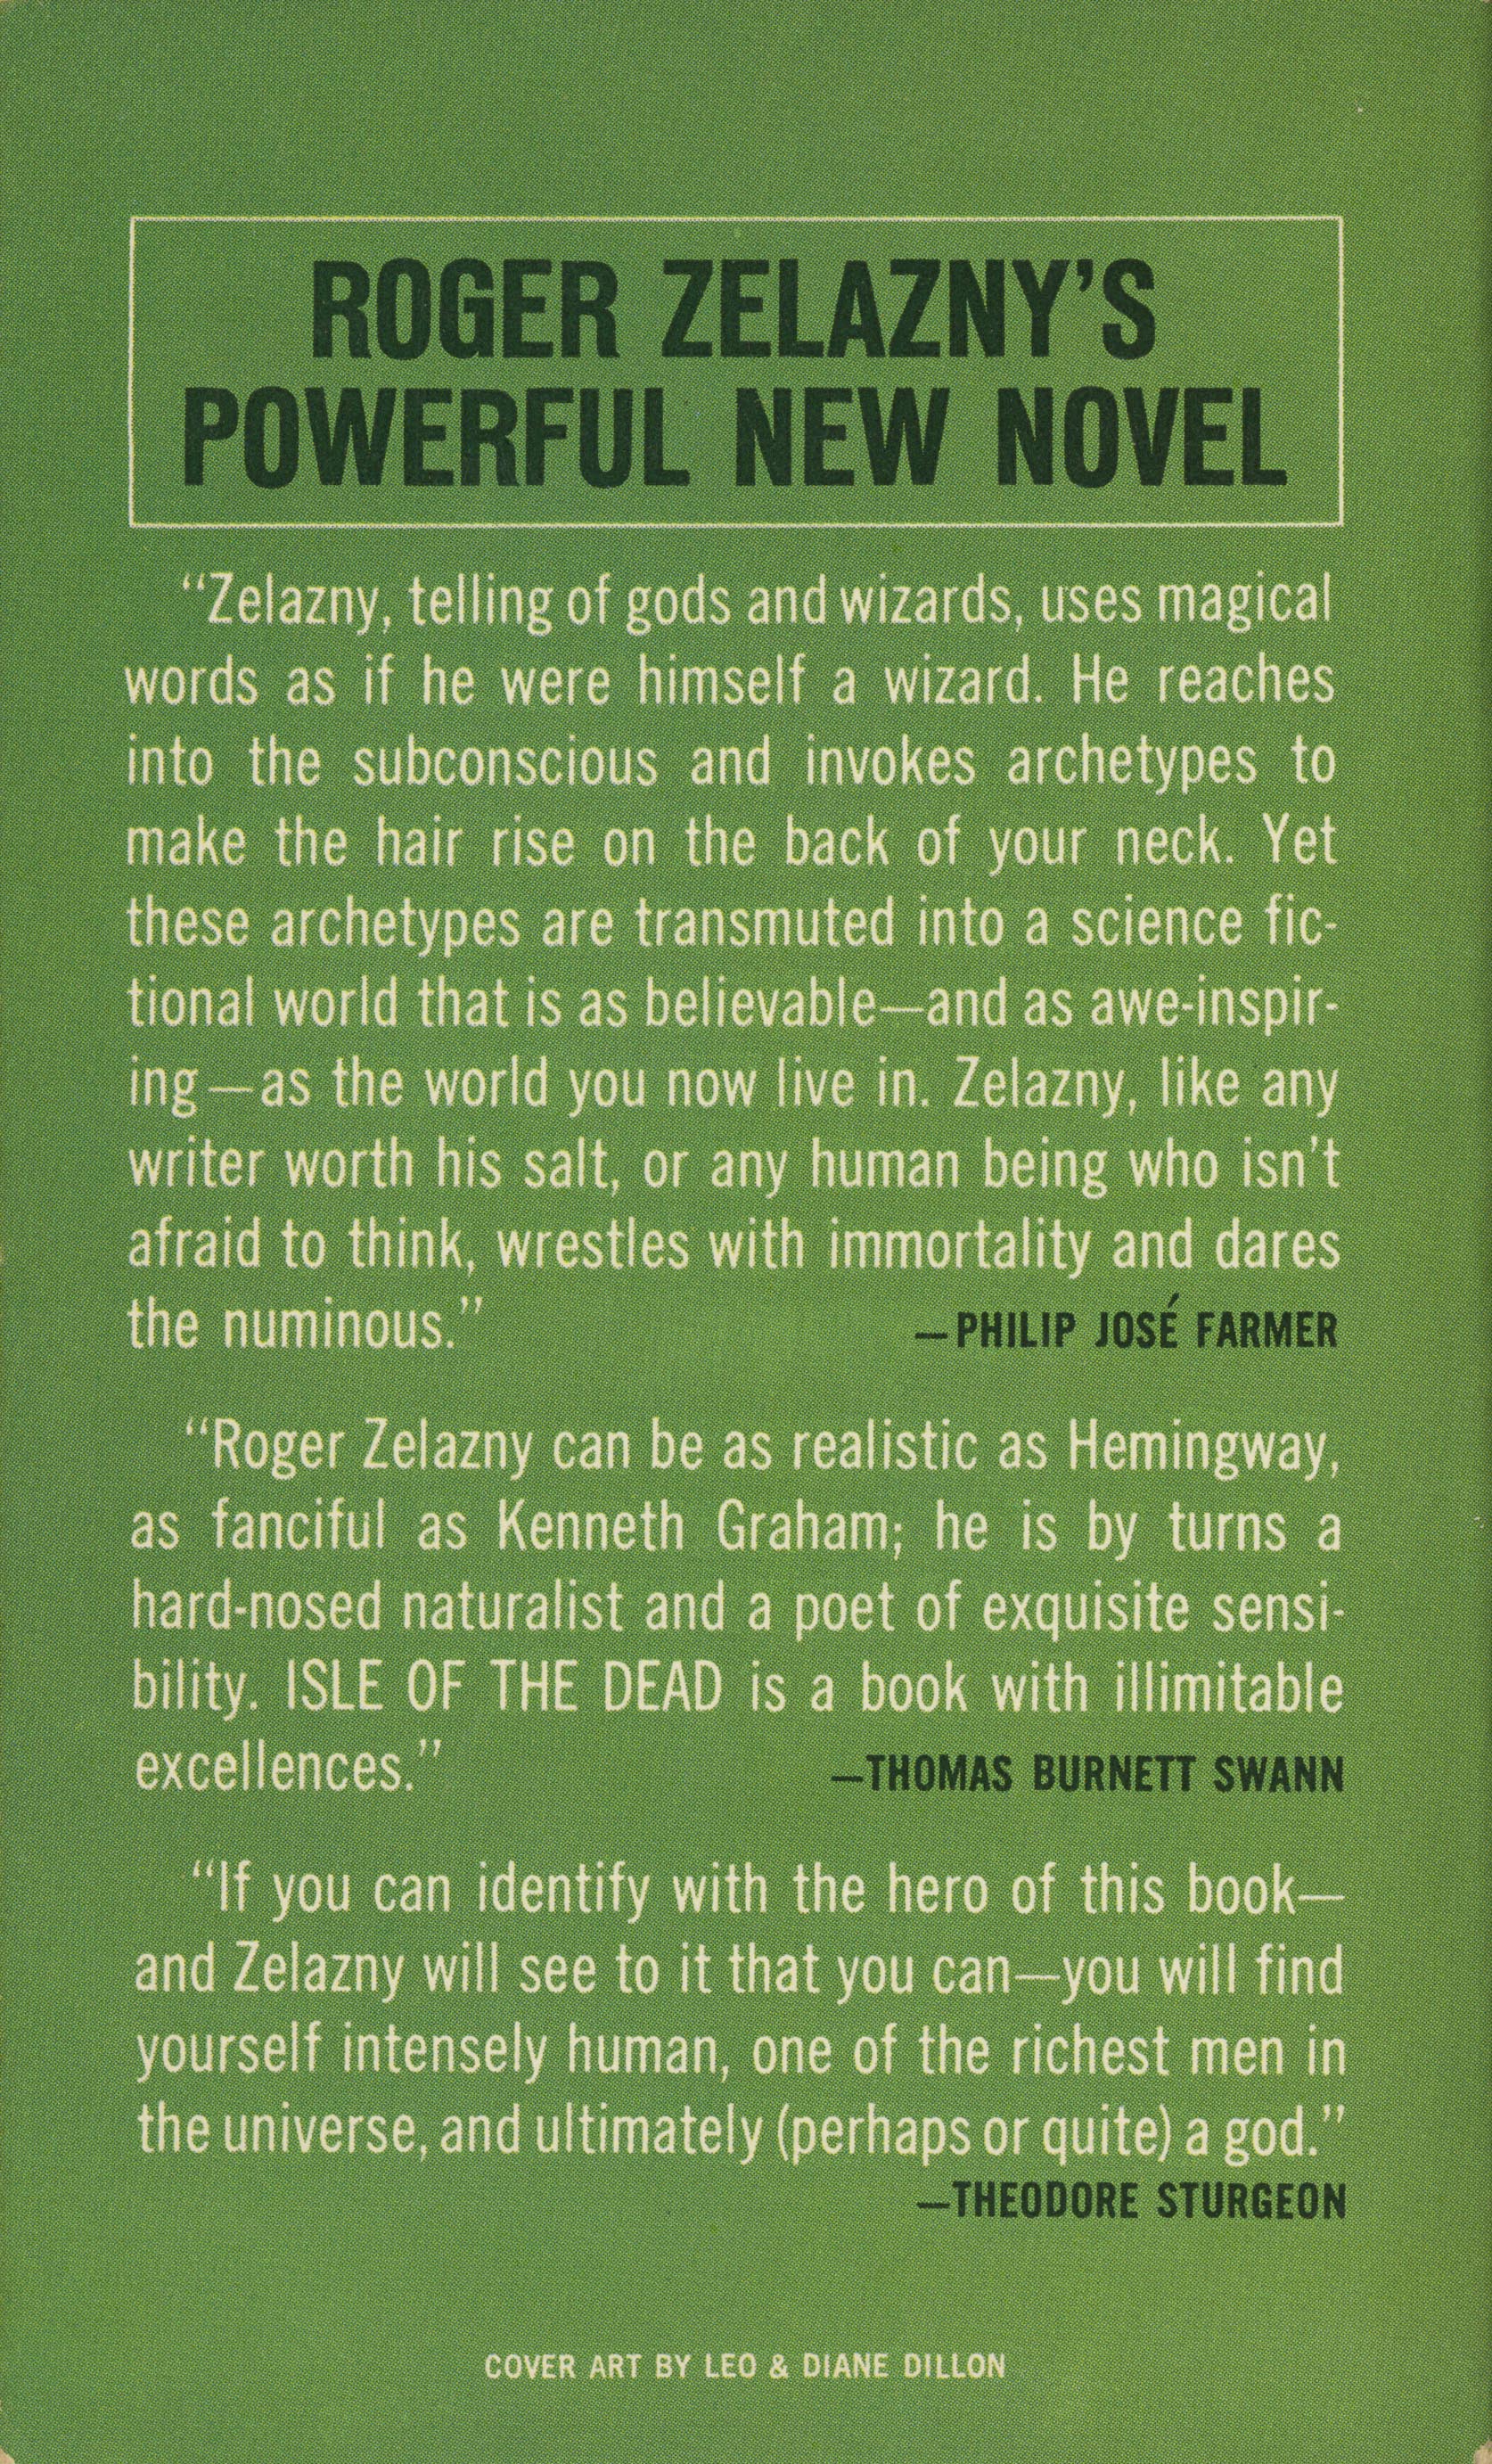 ROGER ZELAZNY'S
POWERFUL NEW NOVEL
“Zelazny, telling of gods and wizards, uses magical
words as if he were himself a wizard. He reaches
into the subconscious and invokes archetypes to
make the hair rise on the back of your neck. Yet
these archetypes are transmuted into a science fic-
tional world that is as believable—and as awe-inspir-
ing—as the world you now live in. Zelazny, like any
writer worth his salt, or any human being who isn't
afraid to think, wrestles with immortality and dares
the numinous.” —PHILIP JOSÉ FARMER
“Roger Zelazny can be as realistic as Hemingway,
as fanciful as Kenneth Graham; he is by turns a
hard-nosed naturalist and a poet of exquisite sensi-
bility. ISLE OF THE DEAD is a book with illimitable
excellences.” —THOMAS BURNETT SWANN
“If you can identify with the hero of this book—
and Zelazny will see to it that you can—you will find
yourself intensely human, one of the richest men in
the universe, and ultimately (perhaps or quite) a god.”
—THEODORE STURGEON
COVER ART BY LEO & DIANE DILLON